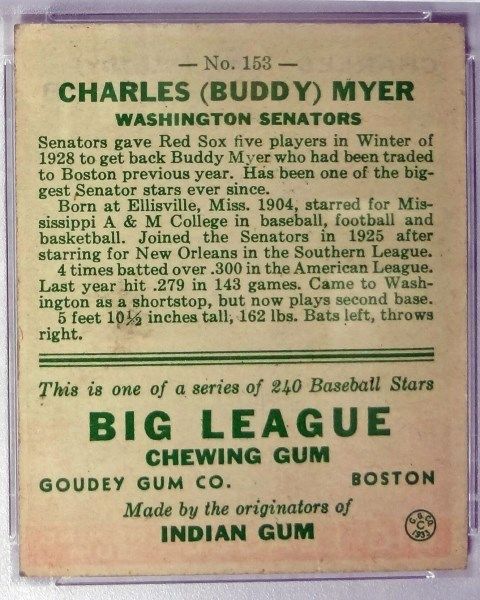 — No. 153 —
CHARLES (BUDDY) MYER
WASHINGTON SENATORS
Senators gave Red Sox five players in Winter of
1928 to get back Buddy Myer who had been traded
to Boston previous year. Has been one of the big-
gest Senator stars ever since.
Born at Ellisville, Miss. 1904, starred for Mis-
sissippi A & M College in baseball, football and
basketball. Joined the Senators in 1925 after
starring for New Orleans in the Southern League.
4 times batted over .300 in the American League.
Last year hit .279 in 143 games. Came to Wash-
ington as a shortstop, but now plays second base.
5 feet 10½ inches tall, 162 lbs. Bats left, throws
right.
This is one of a series of 240 Baseball Stars
BIG LEAGUE
CHEWING GUM
GOUDEY GUM CO. BOSTON
Made by the originators of
INDIAN GUM
G. G. CO.
C
1933